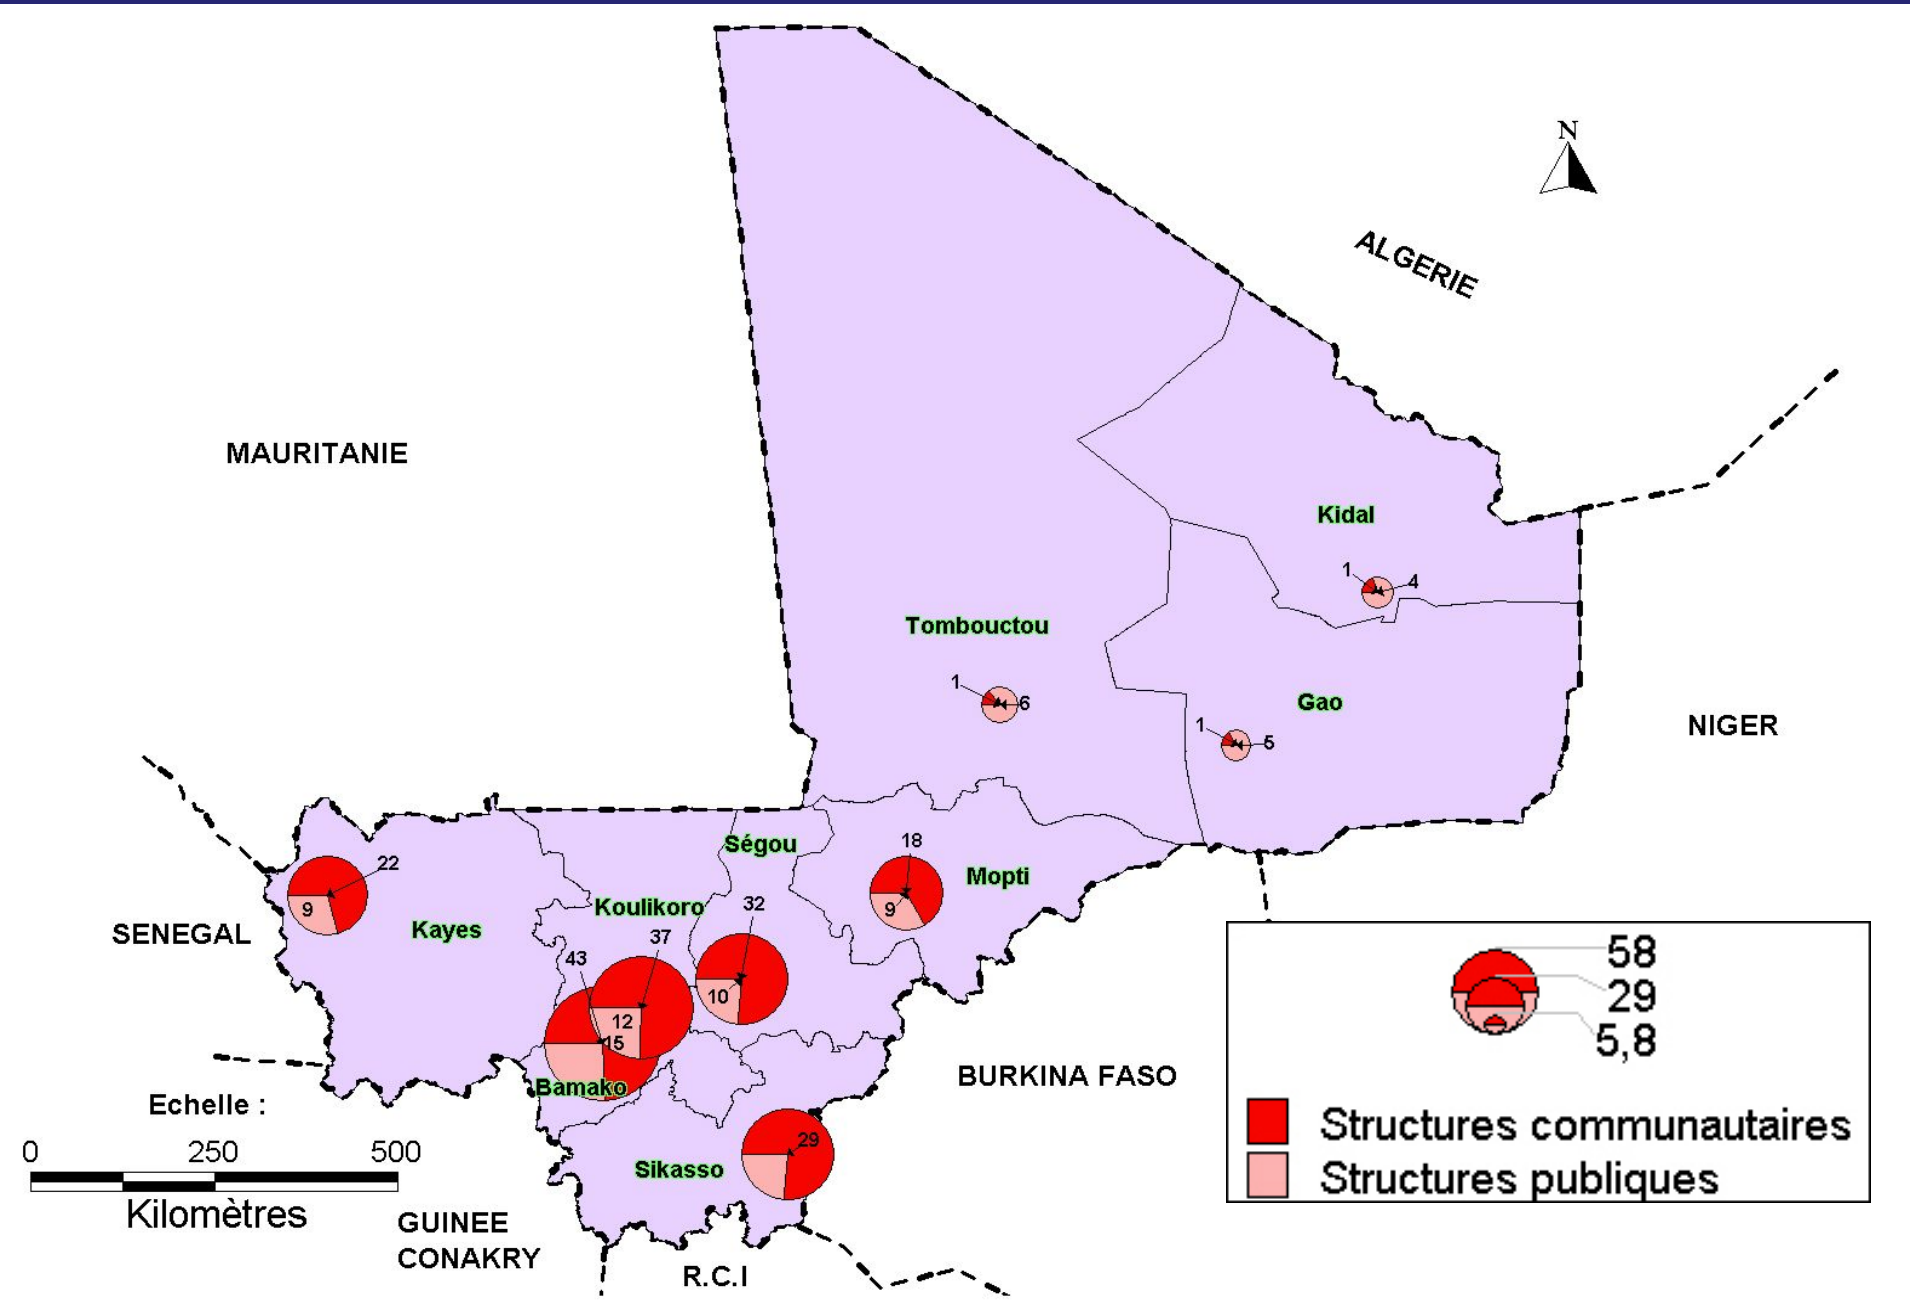 N
ALGERIE
MAURITANIE
Kidal
1
4
Tombouctou
1
6
Gao
1
5
NIGER
Ségou
18
22
Mopti
9
9
32
Koulikoro
SENEGAL
Kayes
37
43
10
12
15
58
29
5,8
Structures communautaires
Structures publiques
BURKINA FASO
Bamako
Echelle :
0 250 500
Kilomètres
29
Sikasso
GUINEE
CONAKRY
R.C.I